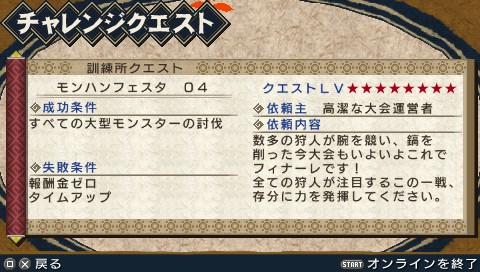 チャレンジクエスト
訓練所クエスト
モンハンフェスタ　０４
クエストＬＶ★★★★★★★★
成功条件
すべての大型モンスターの討伐
失敗条件
報酬金ゼロ
タイムアップ
依頼主　高潔な大会運営者
依頼内容
数多の狩人が腕を競い、鎬を
削った今大会もいよいよこれで
フィナーレです！
全ての狩人が注目するこの一戦、
存分に力を発揮してください。
戻る
START オンラインを終了